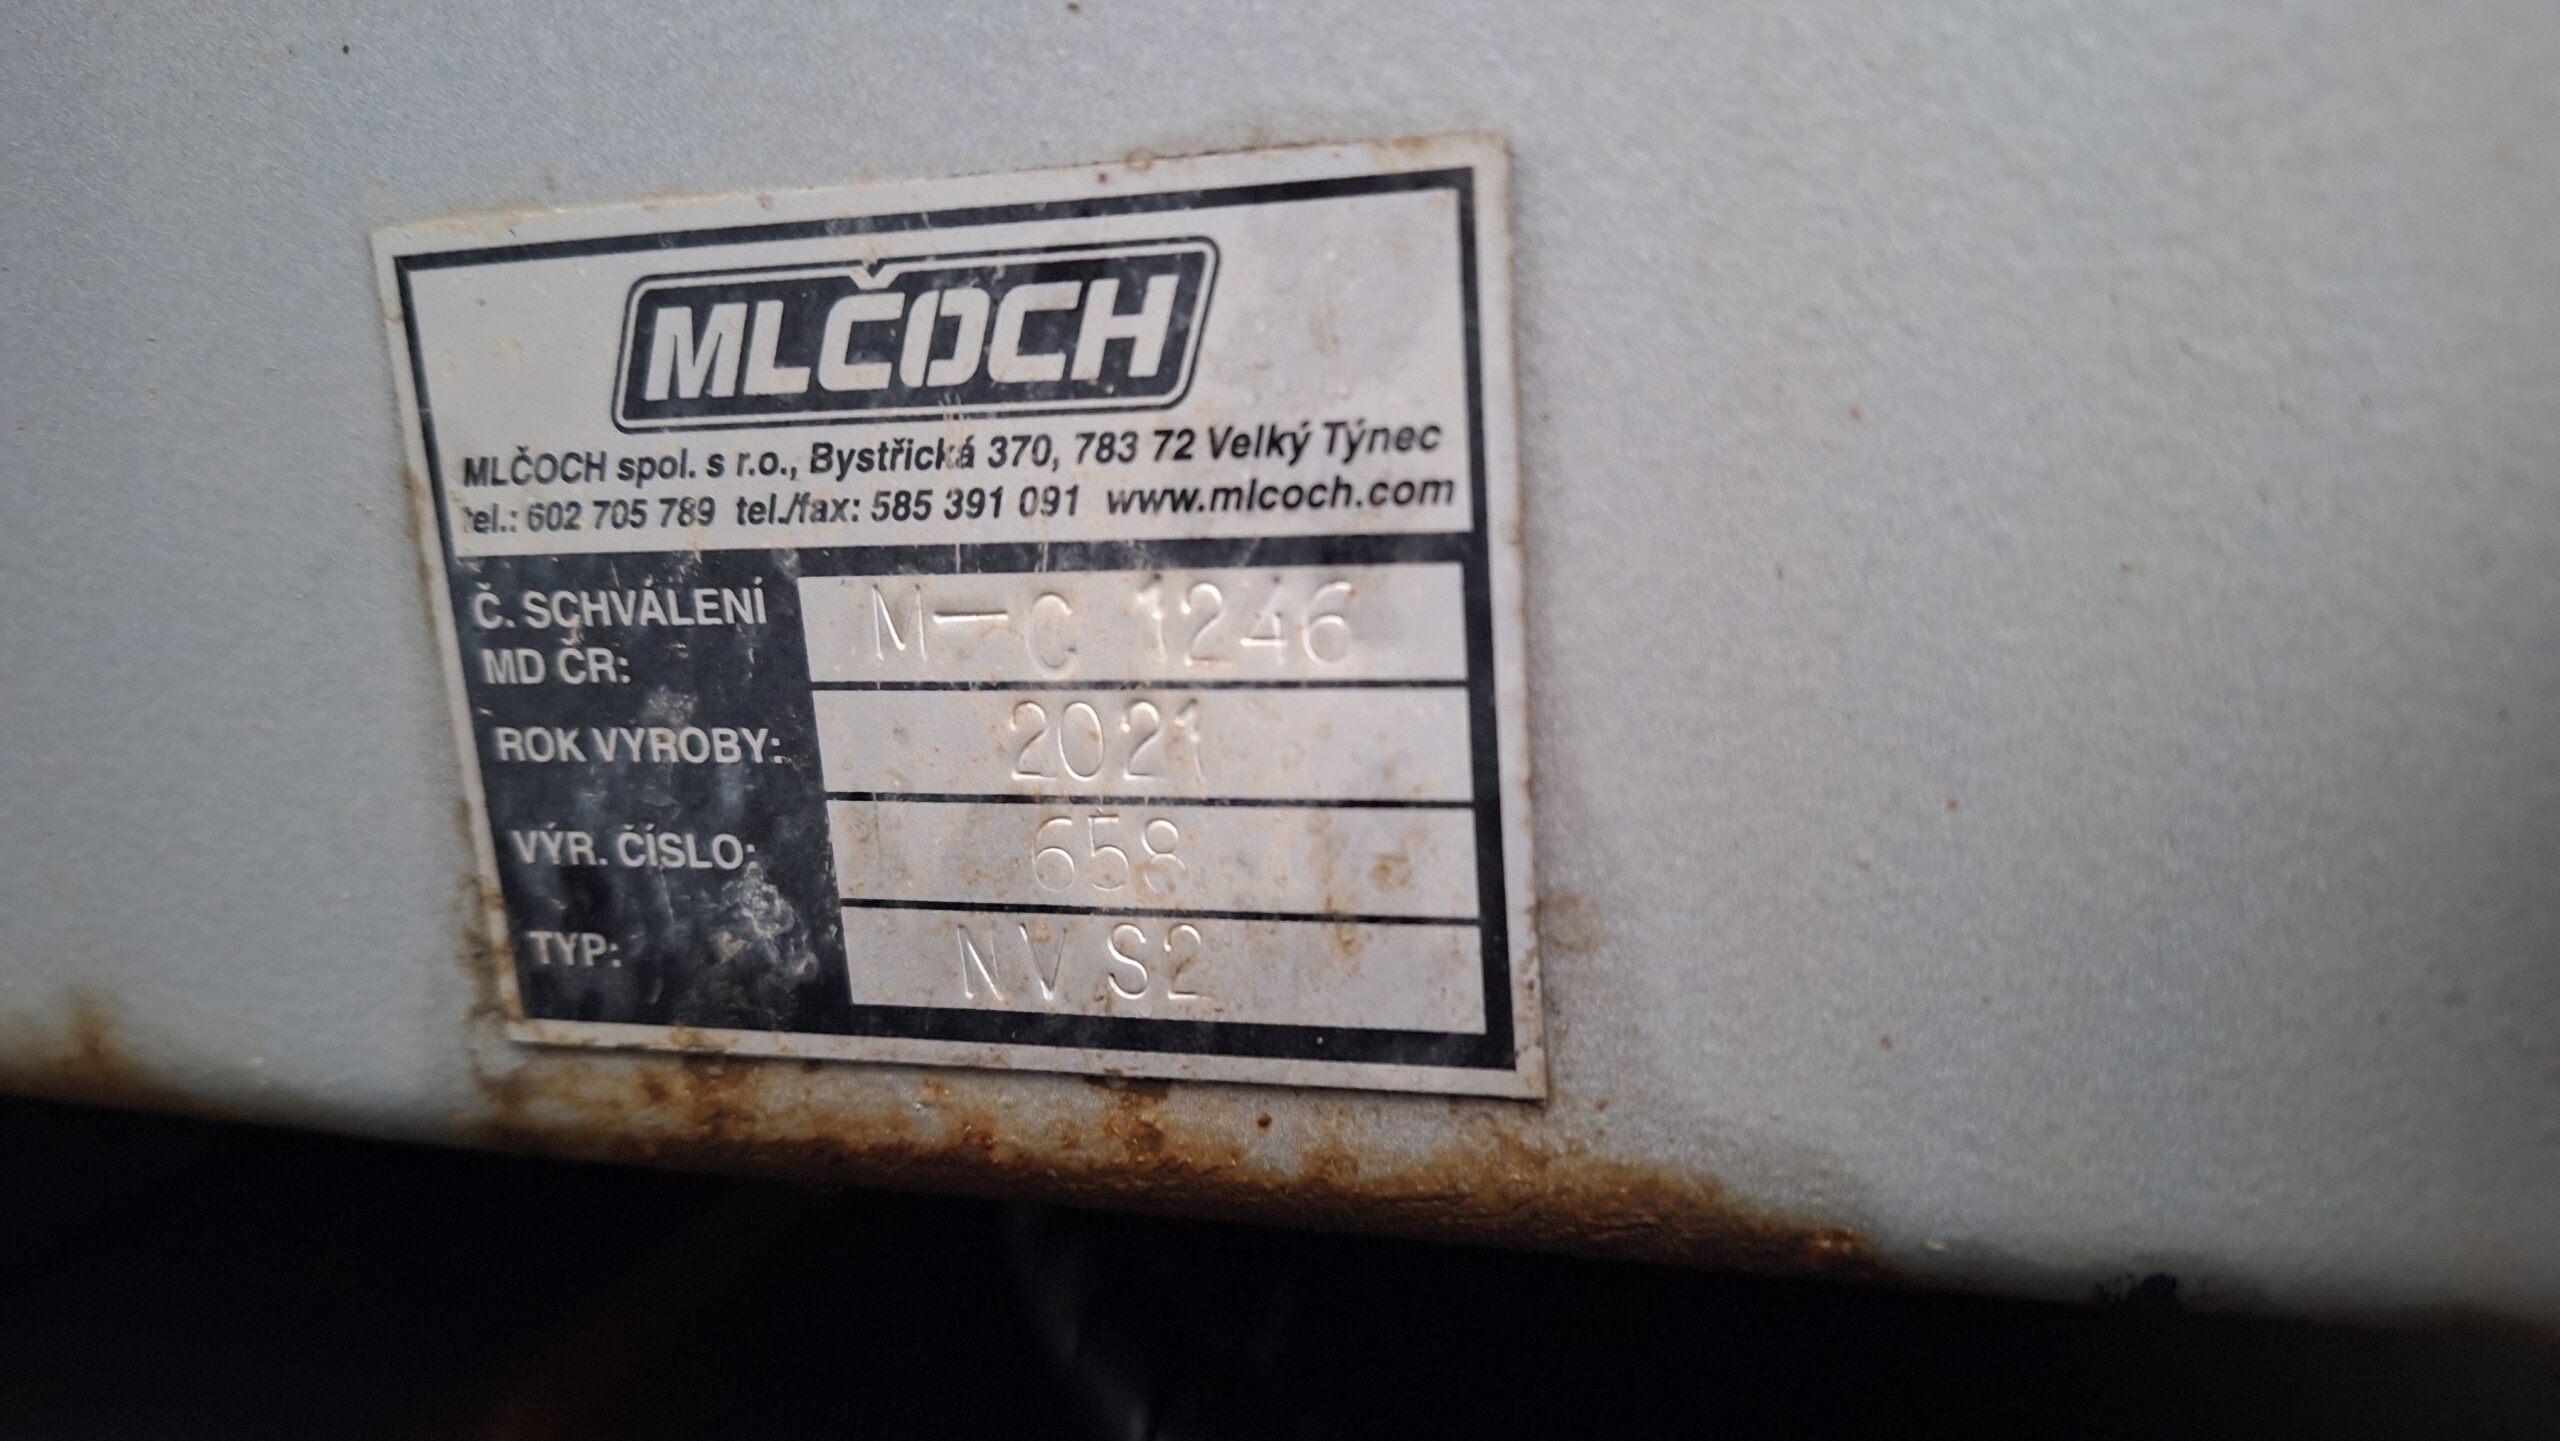 MLČOCH
MLČOCH spol. s r.o., Bystřická 370, 783 72 Velký Týnec
tel.: 602 705 789 tel./fax: 585 391 091 www.mlcoch.com
Č. SCHVÁLENÍ
MD ČR: M-C 1246
ROK VÝROBY: 2021
VÝR. ČÍSLO: 658
TYP: NV S2